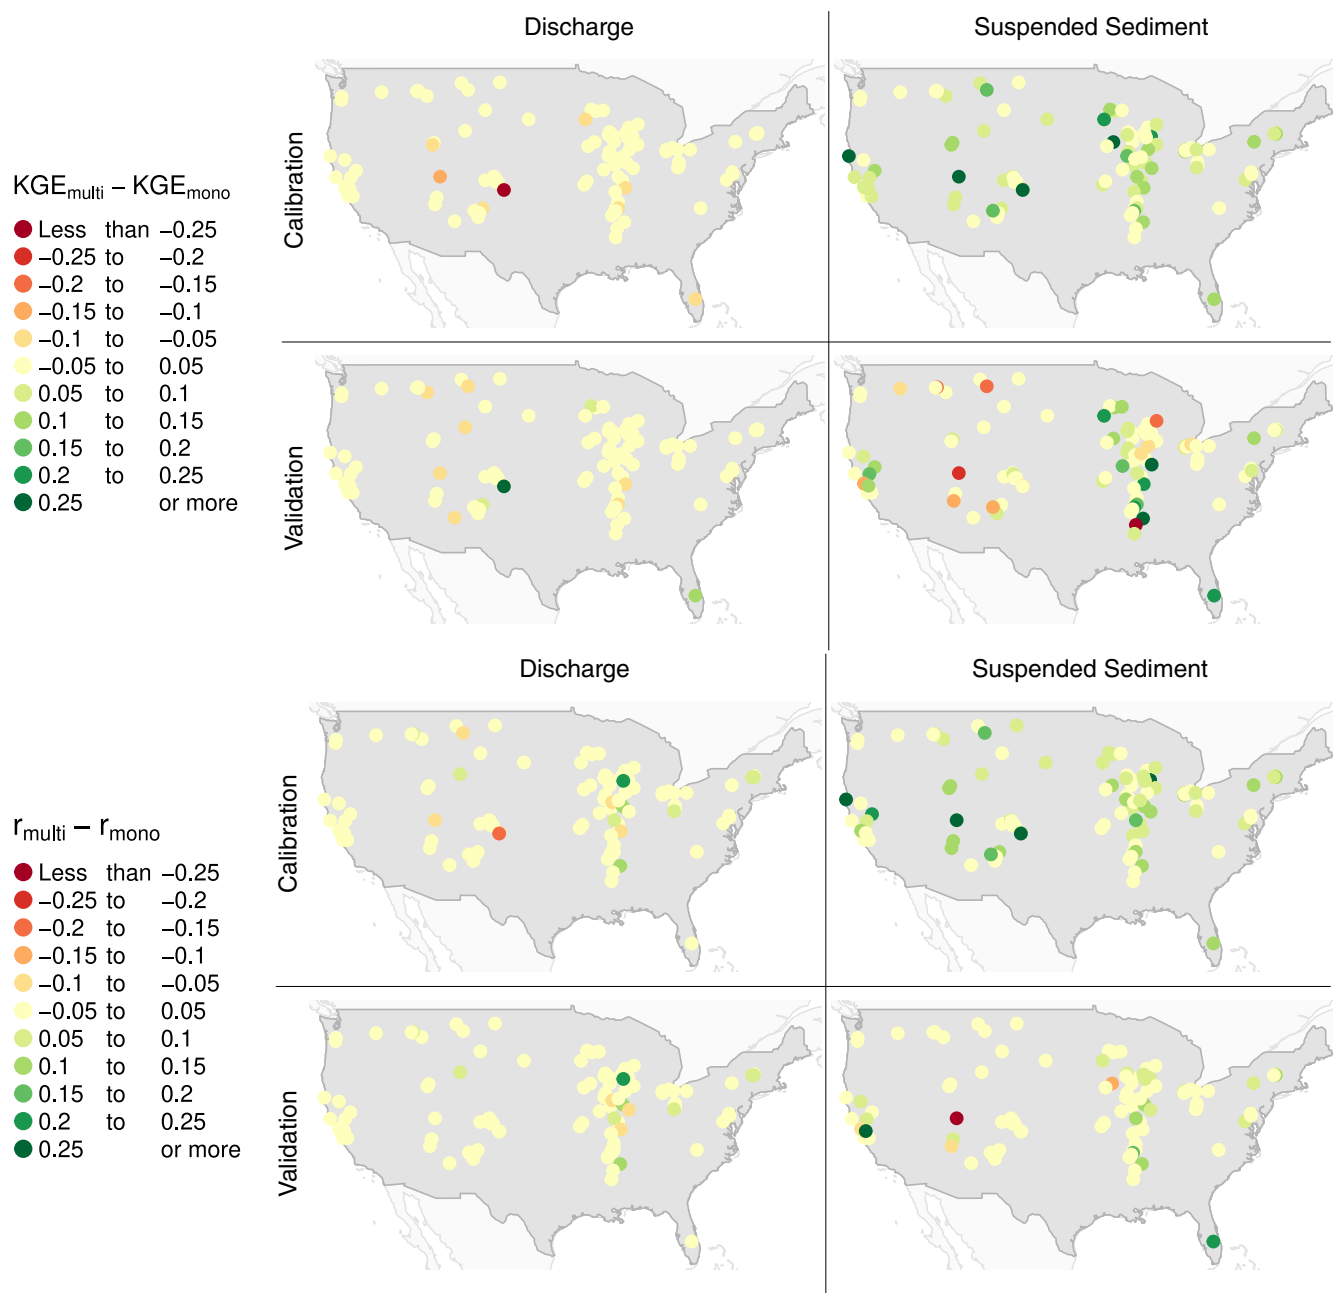 Discharge
Suspended Sediment
Calibration
KGEmulti − KGEmono
Less than −0.25
−0.25 to −0.2
−0.2 to −0.15
−0.15 to −0.1
−0.1 to −0.05
−0.05 to 0.05
0.05 to 0.1
0.1 to 0.15
0.15 to 0.2
0.2 to 0.25
0.25 or more
Validation
Discharge
Suspended Sediment
Calibration
rmulti − rmono
Less than −0.25
−0.25 to −0.2
−0.2 to −0.15
−0.15 to −0.1
−0.1 to −0.05
−0.05 to 0.05
0.05 to 0.1
0.1 to 0.15
0.15 to 0.2
0.2 to 0.25
0.25 or more
Validation